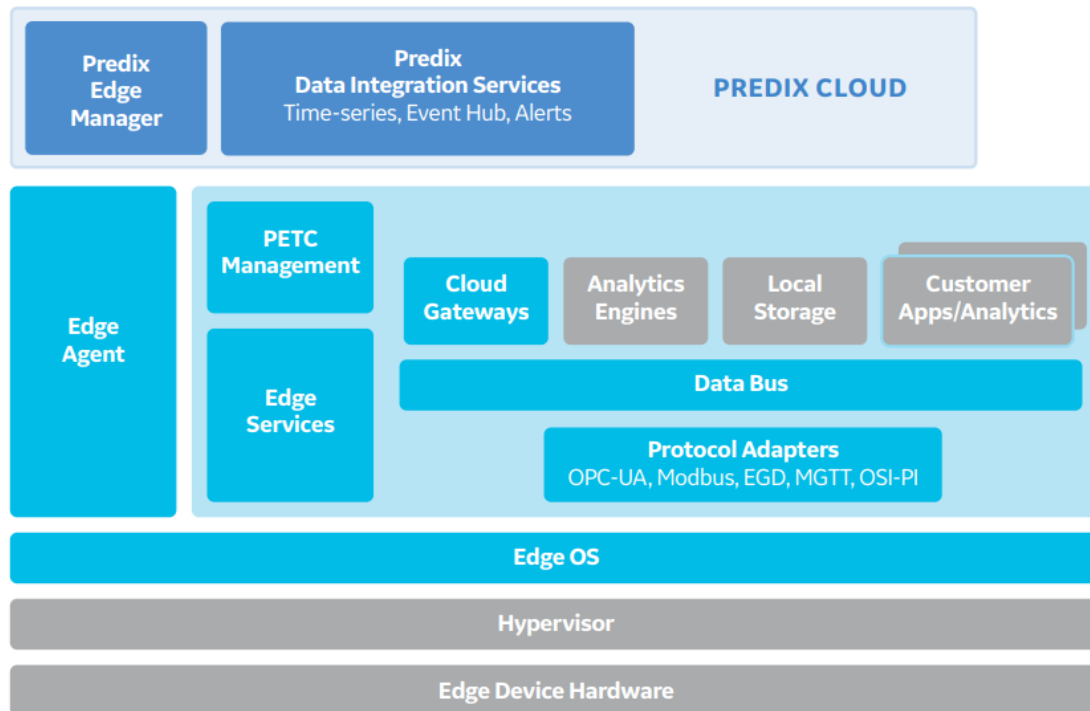 Predix
Edge
Manager
Predix
Data Integration Services
Time-series, Event Hub, Alerts
PREDIX CLOUD
Edge
Agent
PETC
Management
Edge
Services
Cloud
Gateways
Analytics
Engines
Local
Storage
Customer
Apps/Analytics
Data Bus
Protocol Adapters
OPC-UA, Modbus, EGD, MGTT, OSI-PI
Edge OS
Hypervisor
Edge Device Hardware